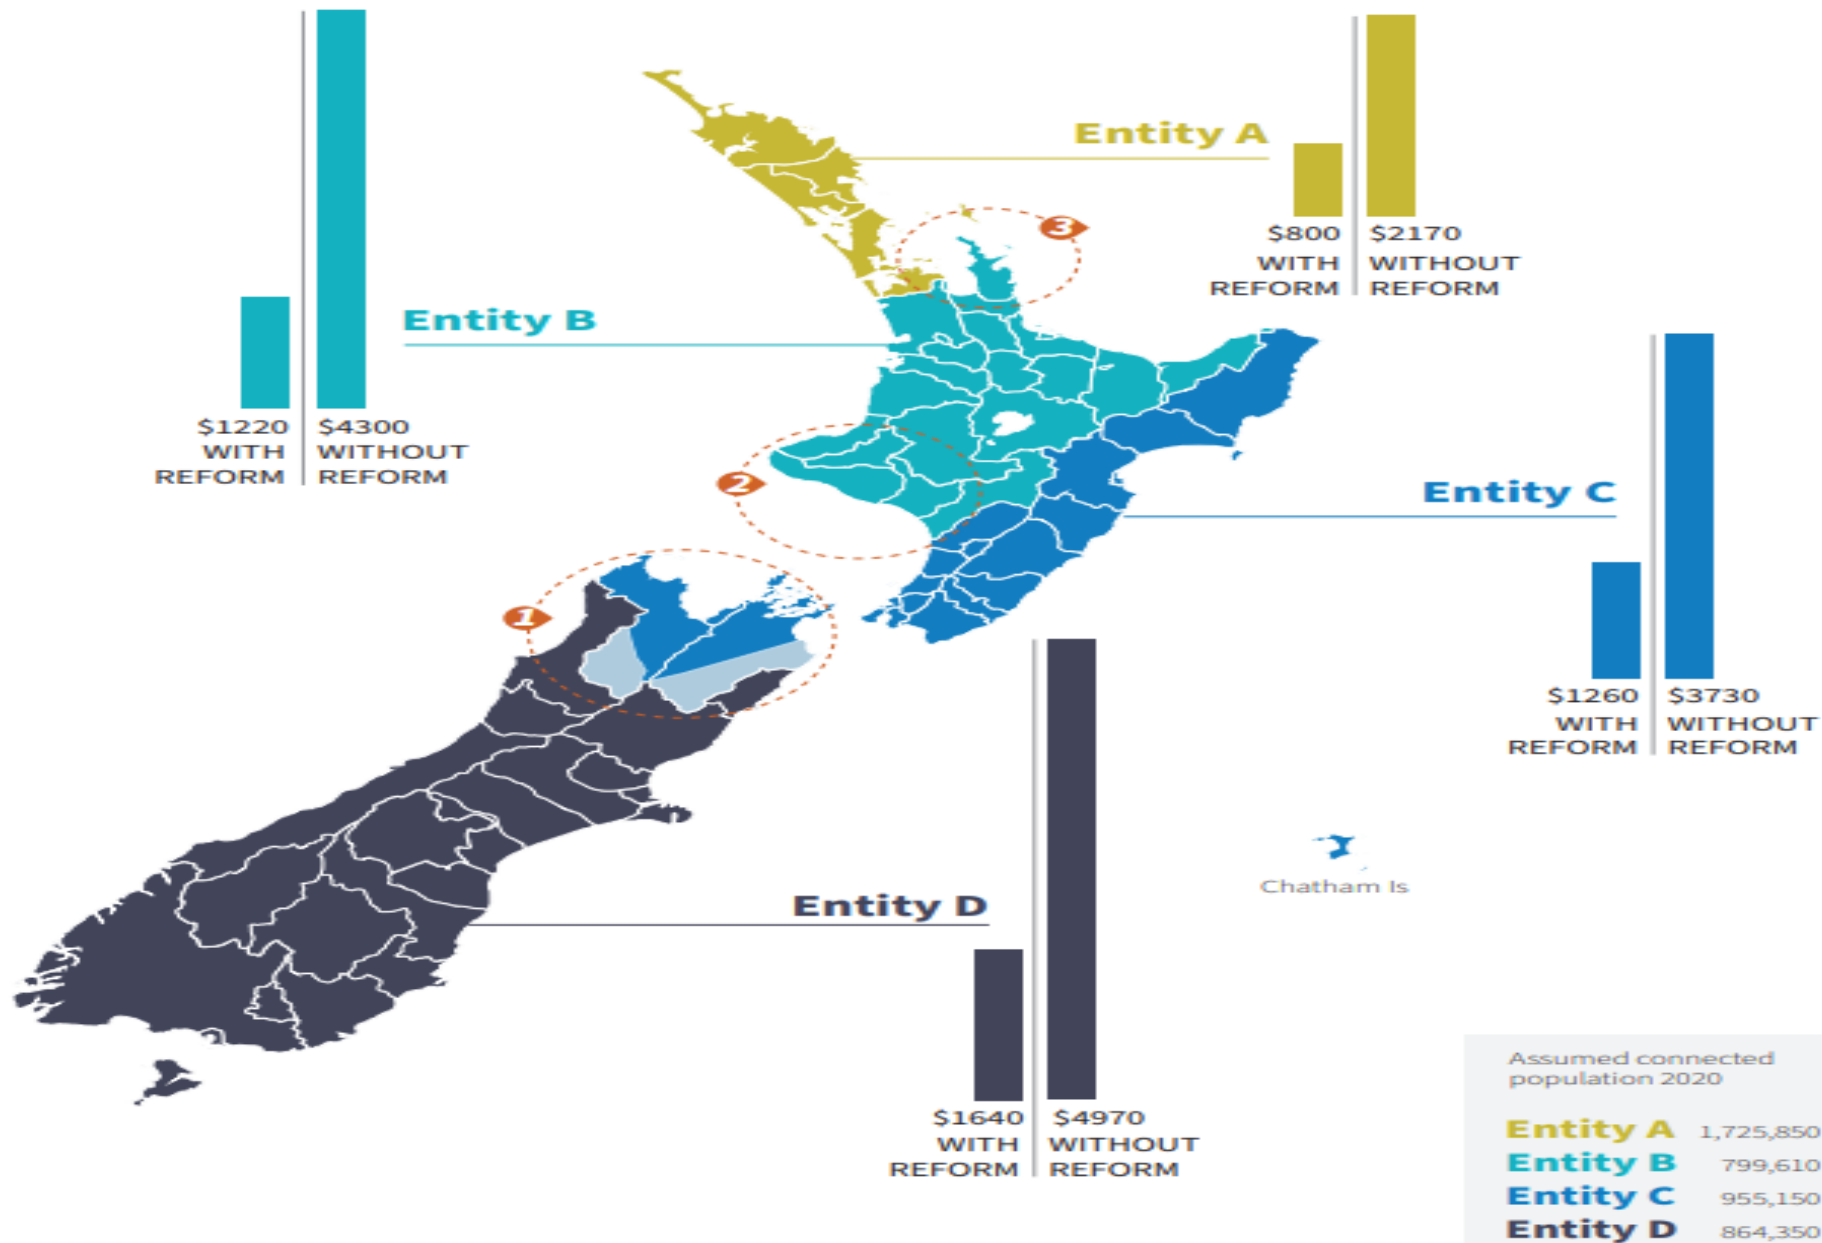 Entity A
$800
WITH
REFORM
$2170
WITHOUT
REFORM
3
Entity B
$1220
WITH
REFORM
$4300
WITHOUT
REFORM
2
Entity C
$1260
WITH
REFORM
$3730
WITHOUT
REFORM
1
Chatham Is
Entity D
$1640
WITH
REFORM
$4970
WITHOUT
REFORM
Assumed connected
population 2020
Entity A 1,725,850
Entity B 799,610
Entity C 955,150
Entity D 864,350